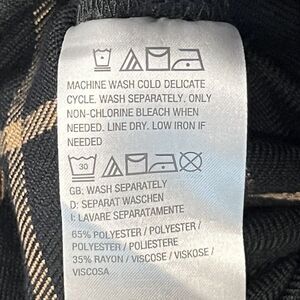 MACHINE WASH COLD DELICATE
CYCLE. WASH SEPARATELY. ONLY
NON-CHLORINE BLEACH WHEN
NEEDED. LINE DRY. LOW IRON IF
NEEDED
30
GB: WASH SEPARATELY
D: SEPARAT WASCHEN
I: LAVARE SEPARATAMENTE
65% POLYESTER / POLYESTER /
POLYESTER / POLIESTERE
35% RAYON / VISCOSE / VISKOSE /
VISCOSA